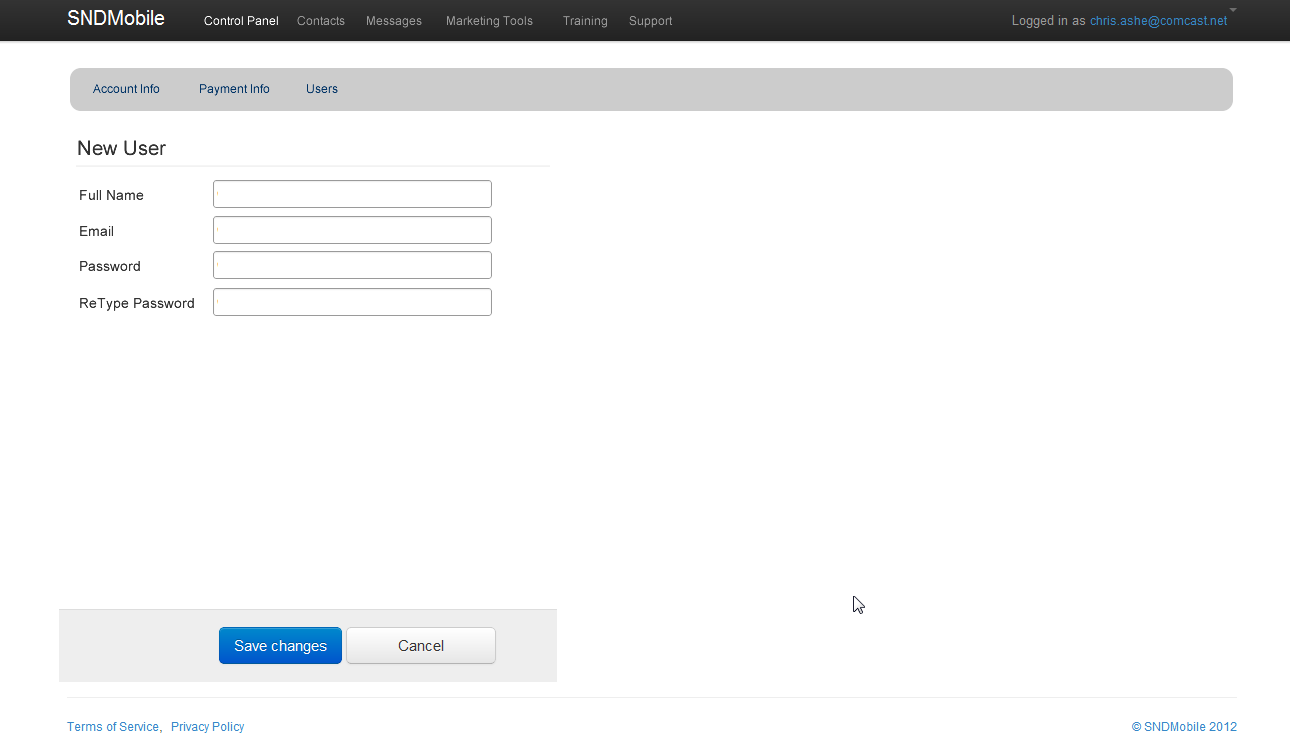 SNDMobile Control Panel Contacts Messages Marketing Tools Training Support Logged in as chris.ashe@comcast.net
Account Info Payment Info Users
New User
Full Name
Email
Password
ReType Password
Save changes Cancel
Terms of Service, Privacy Policy © SNDMobile 2012